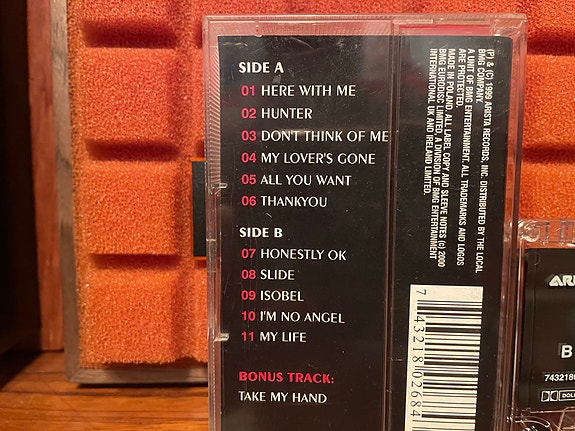 SIDE A
01 HERE WITH ME
02 HUNTER
03 DON'T THINK OF ME
04 MY LOVER'S GONE
05 ALL YOU WANT
06 THANKYOU
SIDE B
07 HONESTLY OK
08 SLIDE
09 ISOBEL
10 I'M NO ANGEL
11 MY LIFE
BONUS TRACK:
TAKE MY HAND
(P) & (C) 1999 ARISTA RECORDS, INC. DISTRIBUTED BY THE LOCAL
BMG COMPANY.
A UNIT OF BMG ENTERTAINMENT. ALL TRADEMARKS AND LOGOS
ARE PROTECTED.
MADE IN POLAND. ALL LABEL COPY AND SLEEVE NOTES (c) 2000
BMG EURODISC LIMITED, A DIVISION OF BMG ENTERTAINMENT
INTERNATIONAL UK AND IRELAND LIMITED.
7 43218 02684
B
7432180